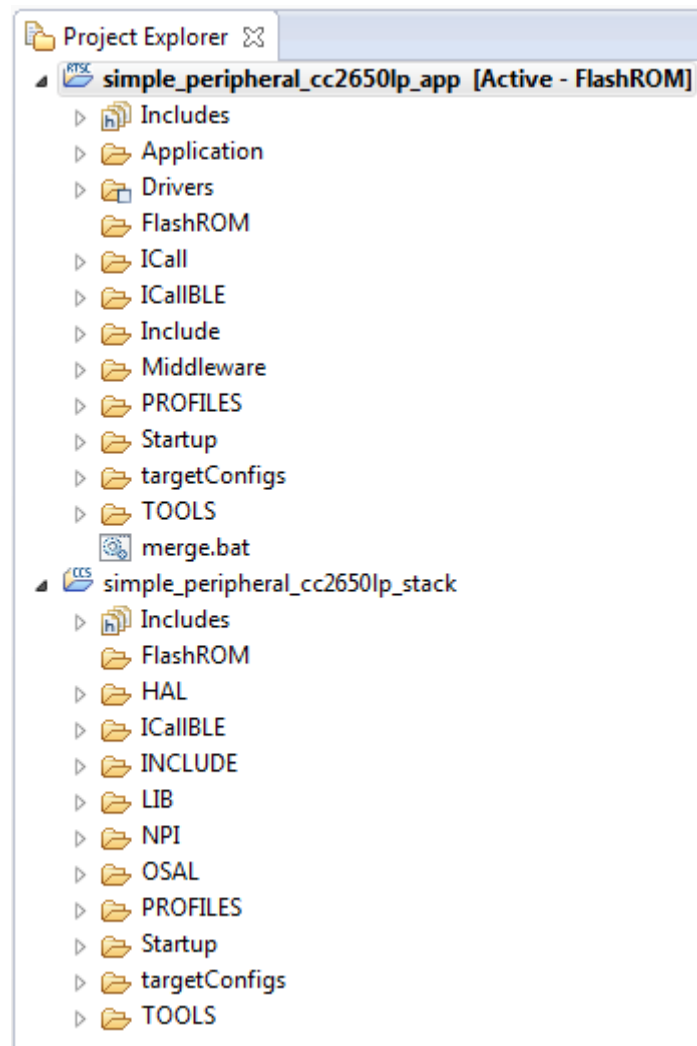 Project Explorer
RTSC simple_peripheral_cc2650lp_app [Active - FlashROM]
h Includes
Application
Drivers
FlashROM
ICall
ICallBLE
Include
Middleware
PROFILES
Startup
targetConfigs
TOOLS
merge.bat
CCS simple_peripheral_cc2650lp_stack
h Includes
FlashROM
HAL
ICallBLE
INCLUDE
LIB
NPI
OSAL
PROFILES
Startup
targetConfigs
TOOLS